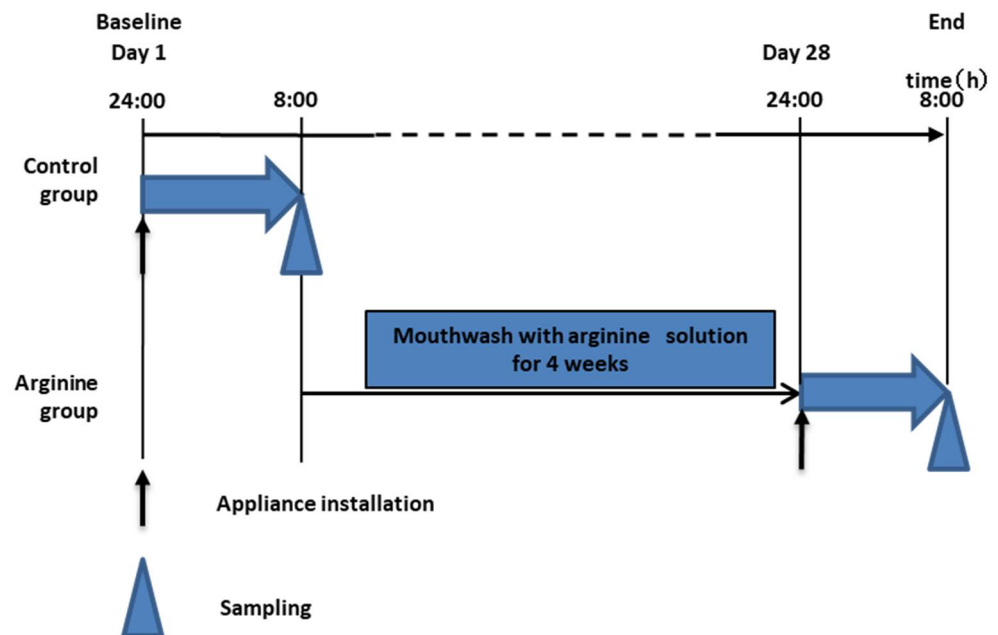 Baseline
End
Day 1
Day 28
time(h)
24:00
8:00
24:00
8:00
Control
group
Mouthwash with arginine solution
for 4 weeks
Arginine
group
Appliance installation
Sampling